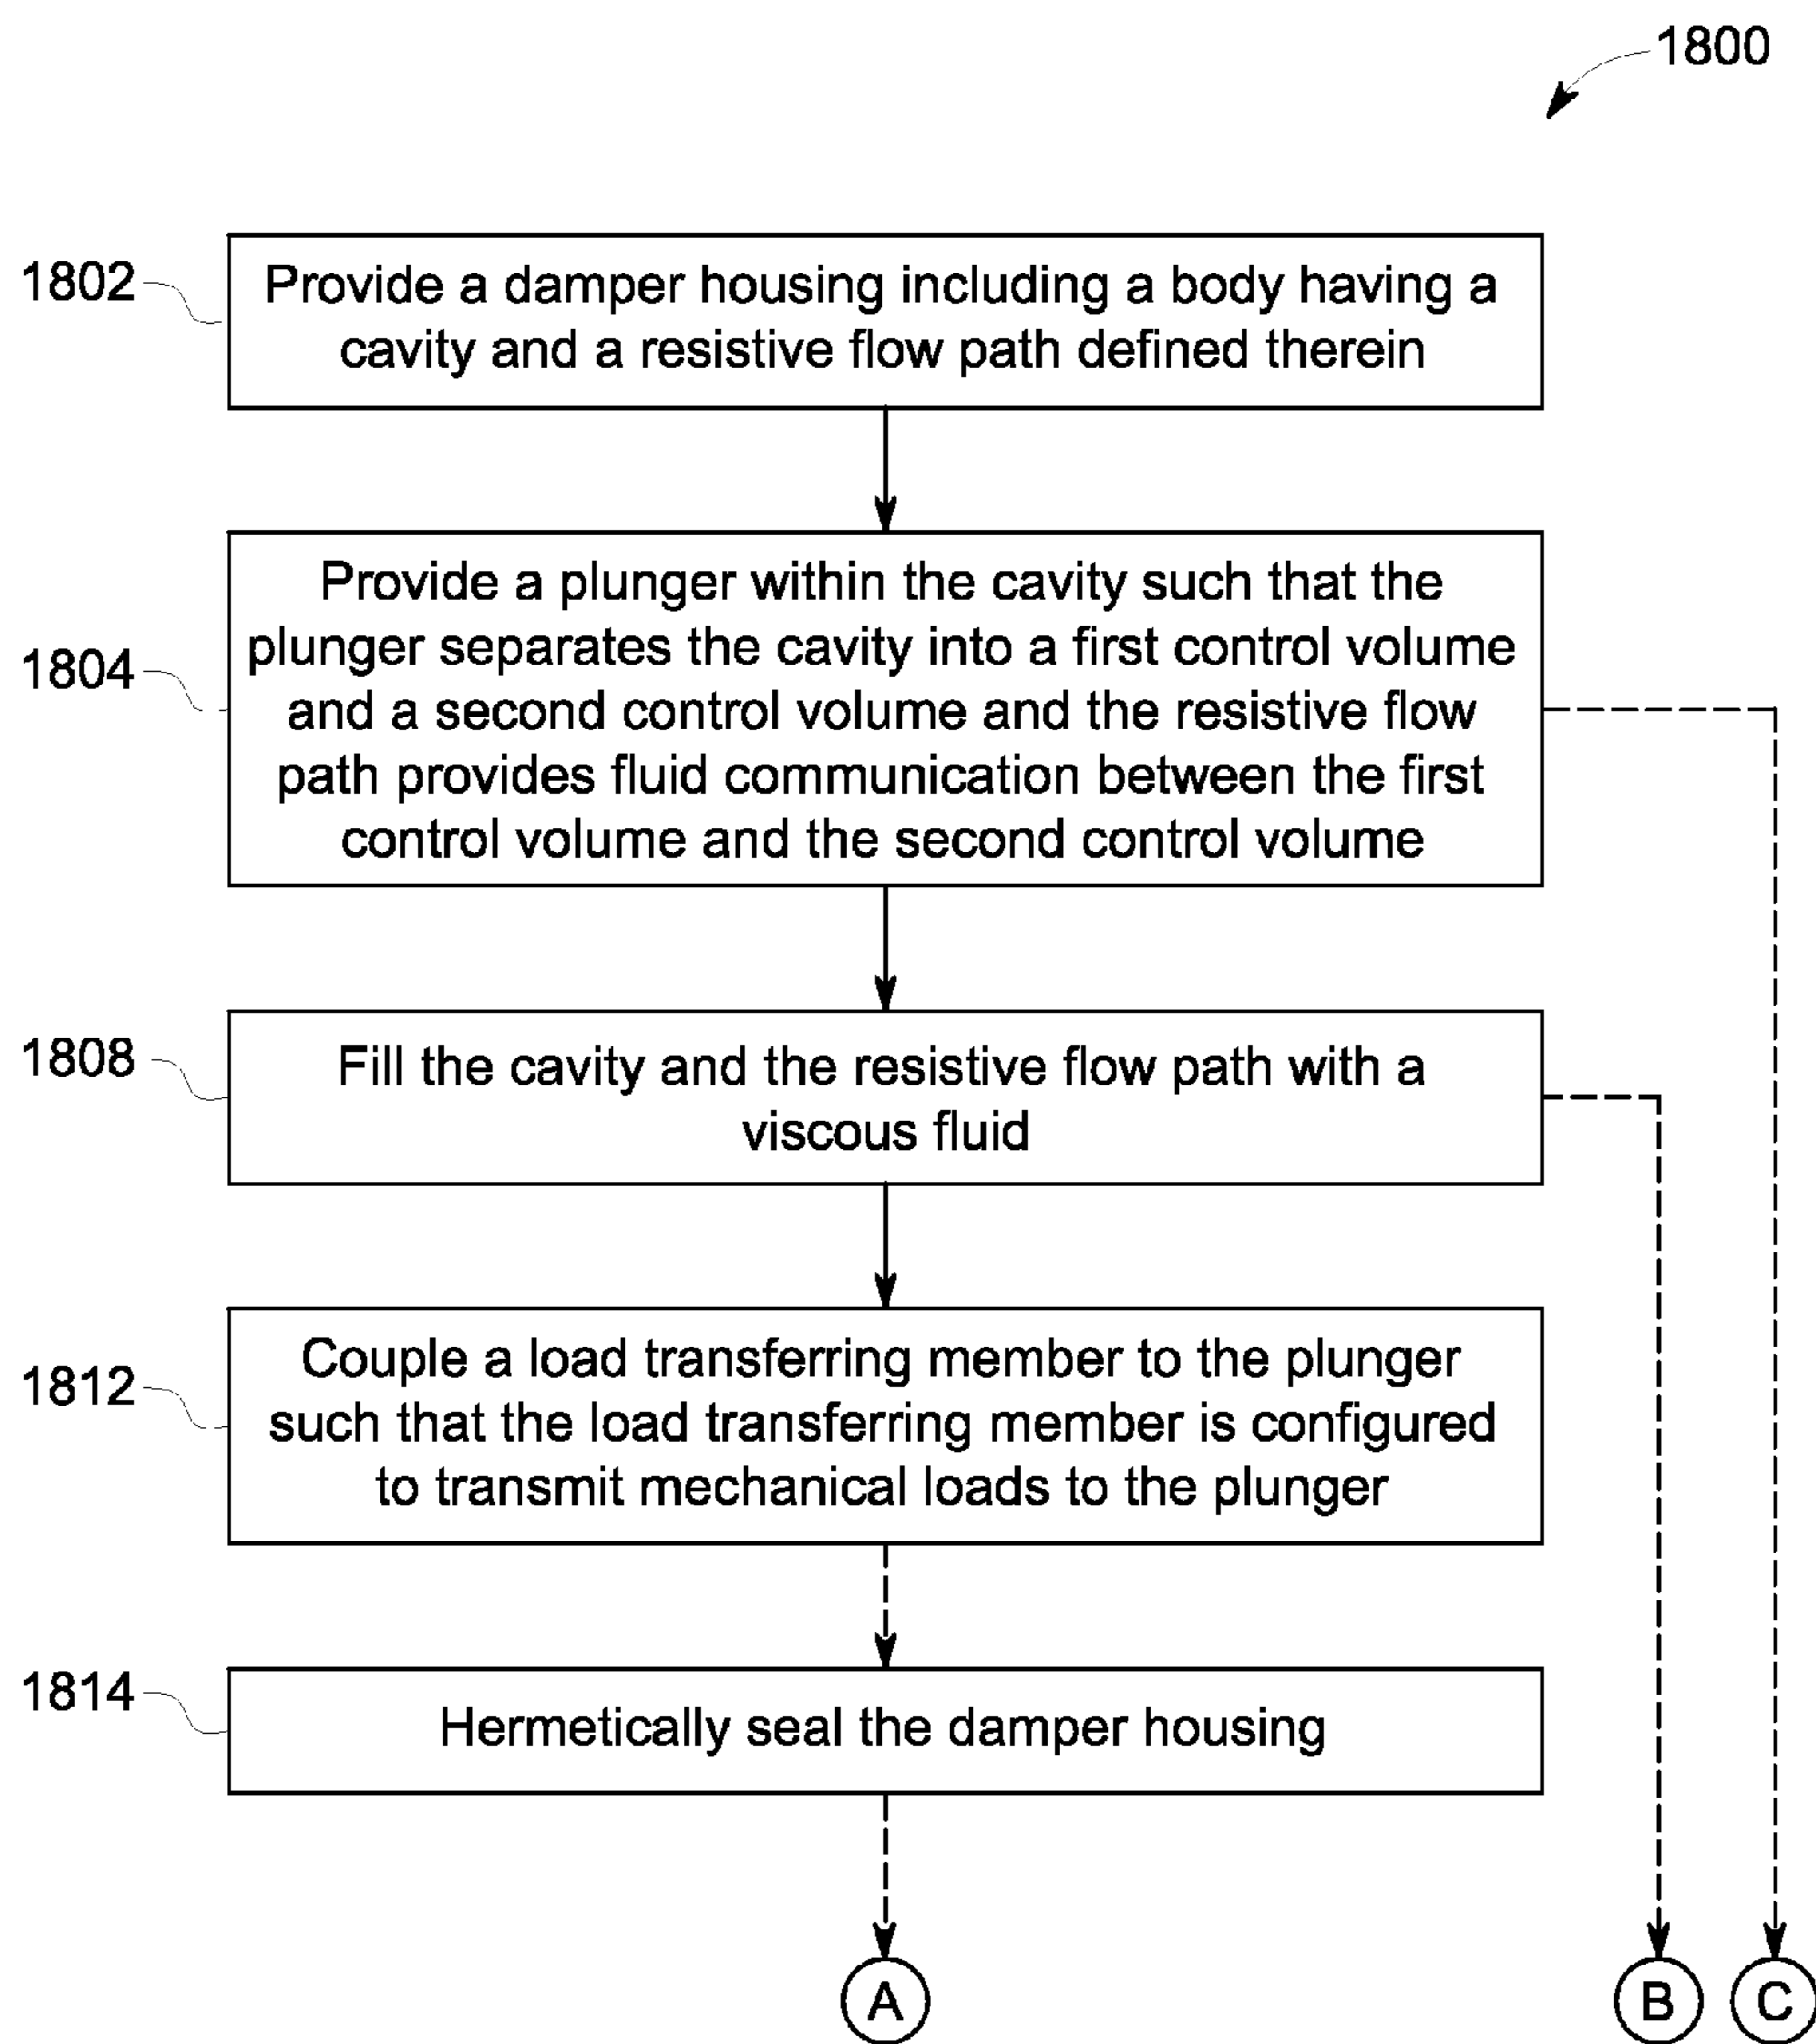 1800
1802
Provide a damper housing including a body having a
cavity and a resistive flow path defined therein
1804
Provide a plunger within the cavity such that the
plunger separates the cavity into a first control volume
and a second control volume and the resistive flow
path provides fluid communication between the first
control volume and the second control volume
1808
Fill the cavity and the resistive flow path with a
viscous fluid
1812
Couple a load transferring member to the plunger
such that the load transferring member is configured
to transmit mechanical loads to the plunger
1814
Hermetically seal the damper housing
A
B
C